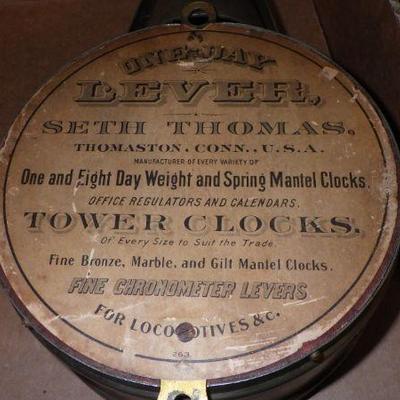 ONE-DAY
LEVER,
SETH THOMAS,
THOMASTON, CONN., U.S.A.
MANUFACTURER OF EVERY VARIETY OF
One and Eight Day Weight and Spring Mantel Clocks.
OFFICE REGULATORS AND CALENDARS.
TOWER CLOCKS.
Of Every Size to Suit the Trade.
Fine Bronze, Marble, and Gilt Mantel Clocks.
FINE CHRONOMETER LEVERS
FOR LOCOMOTIVES &c.
263